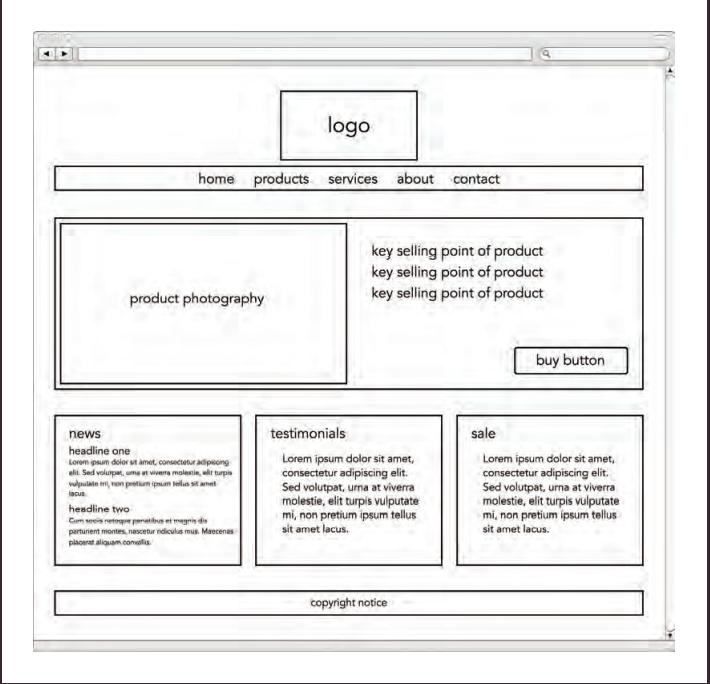 logo
home products services about contact
product photography
key selling point of product
key selling point of product
key selling point of product
buy button
news
headline one
Lorem ipsum dolor sit amet, consectetur adipiscing
elit. Sed volutpat, urna at viverra molestie, elit turpis
vulputate mi, non pretium ipsum tellus sit amet
lacus.
headline two
Cum sociis natoque penatibus et magnis dis
parturient montes, nascetur ridiculus mus. Maecenas
placerat aliquam convallis.
testimonials
Lorem ipsum dolor sit amet,
consectetur adipiscing elit.
Sed volutpat, urna at viverra
molestie, elit turpis vulputate
mi, non pretium ipsum tellus
sit amet lacus.
sale
Lorem ipsum dolor sit amet,
consectetur adipiscing elit.
Sed volutpat, urna at viverra
molestie, elit turpis vulputate
mi, non pretium ipsum tellus
sit amet lacus.
copyright notice